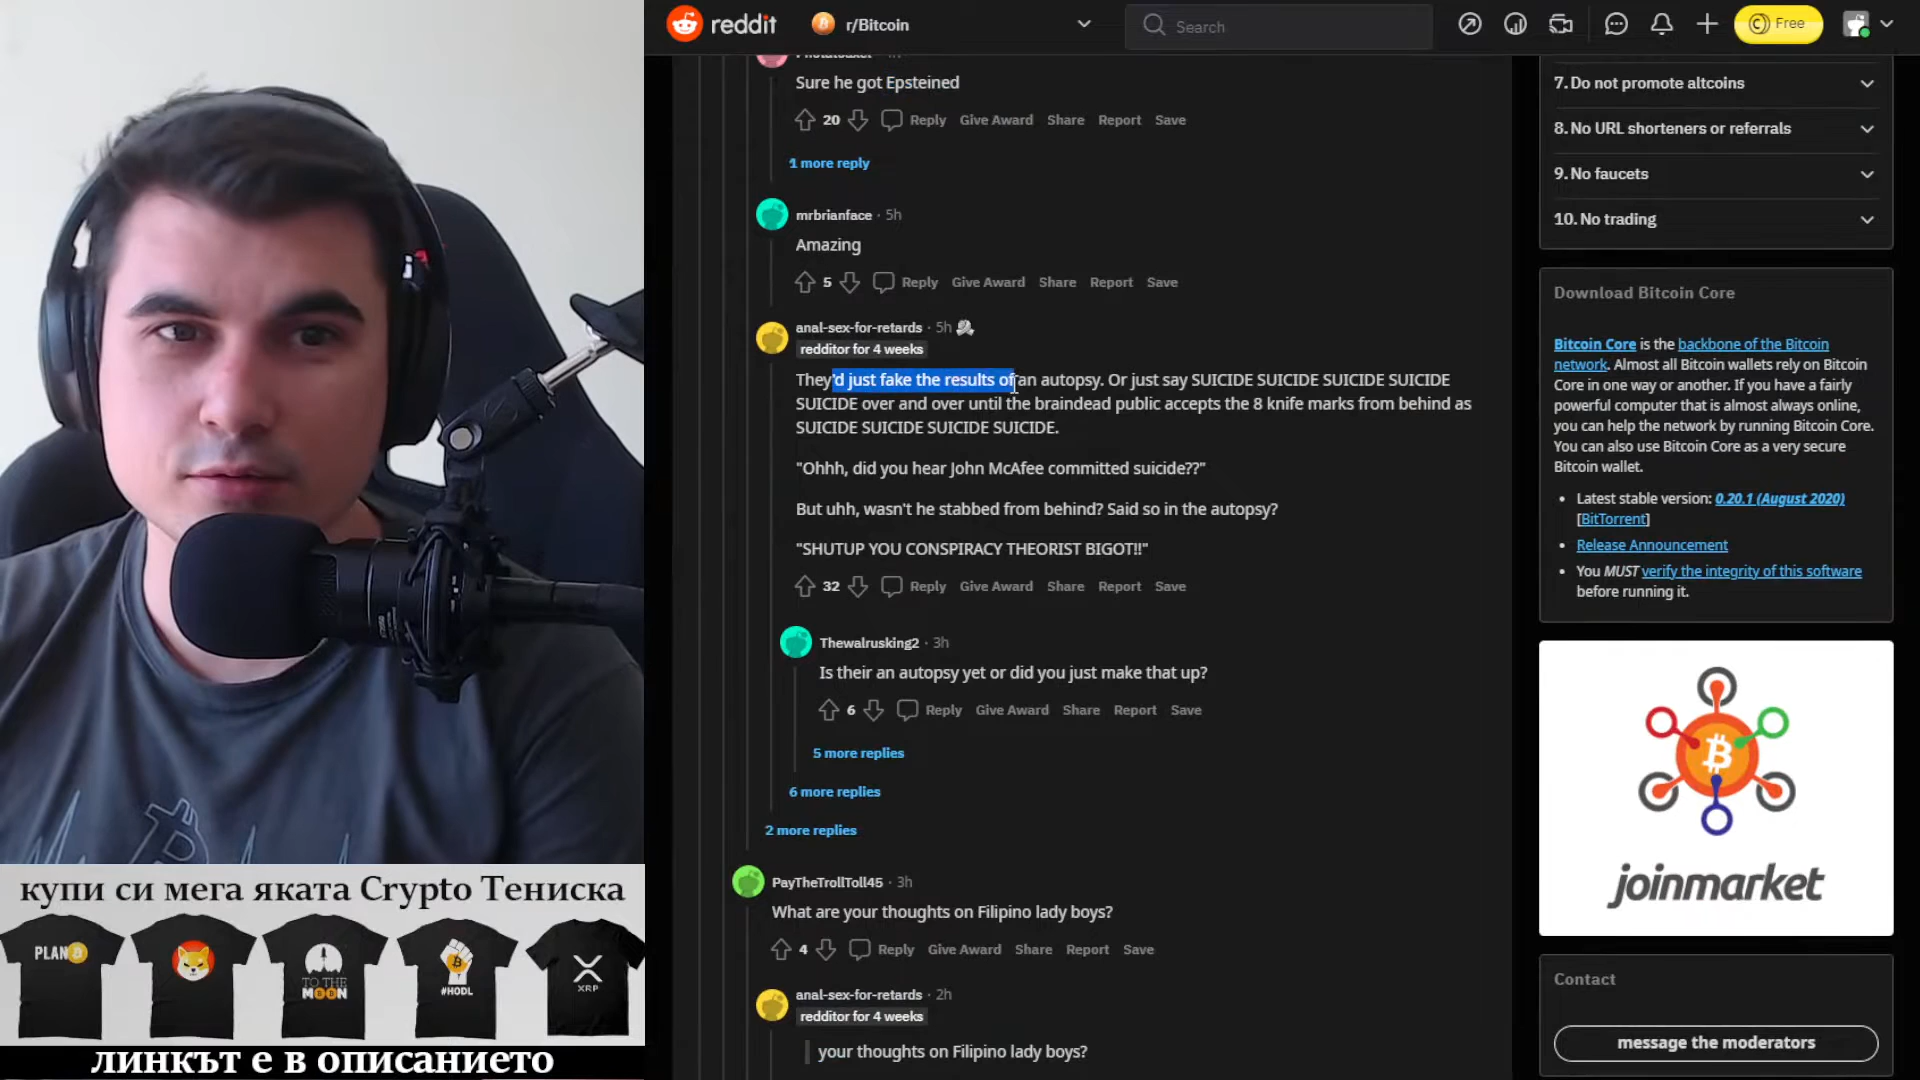 reddit
r/Bitcoin
Search
Free
Sure he got Epsteined
20 Reply Give Award Share Report Save
1 more reply
mrbrianface · 5h
Amazing
5 Reply Give Award Share Report Save
anal-sex-for-retards · 5h
redditor for 4 weeks
They'd just fake the results of an autopsy. Or just say SUICIDE SUICIDE SUICIDE SUICIDE
SUICIDE over and over until the braindead public accepts the 8 knife marks from behind as
SUICIDE SUICIDE SUICIDE SUICIDE.
"Ohhh, did you hear John McAfee committed suicide??"
But uhh, wasn't he stabbed from behind? Said so in the autopsy?
"SHUTUP YOU CONSPIRACY THEORIST BIGOT!!"
32 Reply Give Award Share Report Save
Thewalrusking2 · 3h
Is their an autopsy yet or did you just make that up?
6 Reply Give Award Share Report Save
5 more replies
6 more replies
2 more replies
PayTheTrollToll45 · 3h
What are your thoughts on Filipino lady boys?
4 Reply Give Award Share Report Save
anal-sex-for-retards · 2h
redditor for 4 weeks
your thoughts on Filipino lady boys?
7. Do not promote altcoins
8. No URL shorteners or referrals
9. No faucets
10. No trading
Download Bitcoin Core
Bitcoin Core is the backbone of the Bitcoin
network. Almost all Bitcoin wallets rely on Bitcoin
Core in one way or another. If you have a fairly
powerful computer that is almost always online,
you can help the network by running Bitcoin Core.
You can also use Bitcoin Core as a very secure
Bitcoin wallet.
• Latest stable version: 0.20.1 (August 2020)
[BitTorrent]
• Release Announcement
• You MUST verify the integrity of this software
before running it.
joinmarket
Contact
message the moderators
купи си мега яката Crypto Тениска
PLAN B
TO THE
MOON
#HODL
XRP
линкът е в описанието